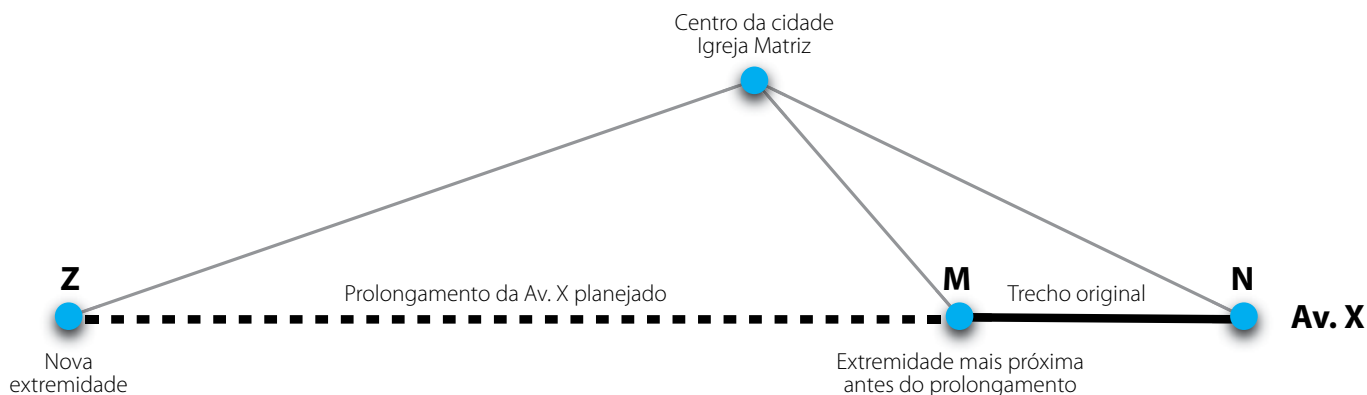 Centro da cidade
Igreja Matriz
Z
M
N
Prolongamento da Av. X planejado
Trecho original
Av. X
Nova
extremidade
Extremidade mais próxima
antes do prolongamento